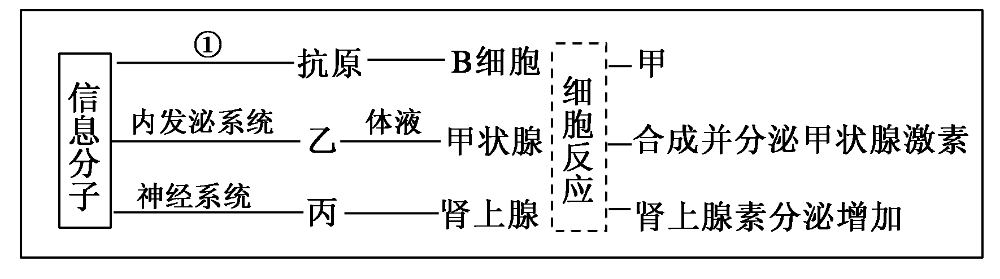 信息分子
① 抗原 B细胞 甲
内发泌系统 乙 体液 甲状腺 合成并分泌甲状腺激素
神经系统 丙 肾上腺 肾上腺素分泌增加
细胞反应